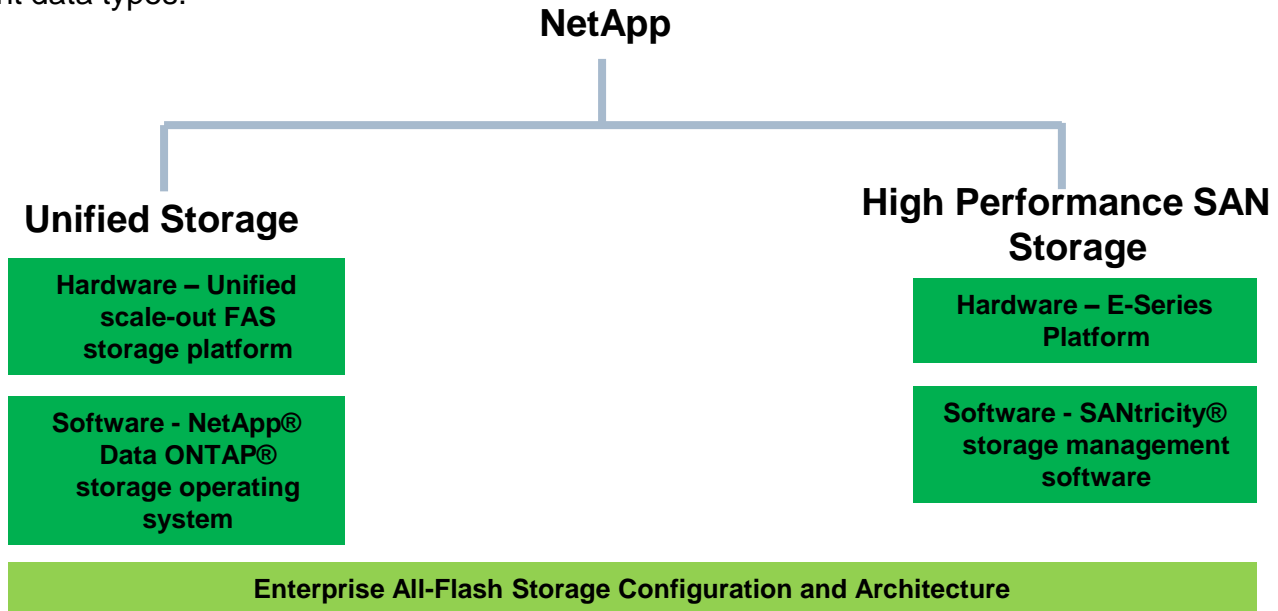 nt data types.
NetApp
Unified Storage
Hardware – Unified
scale-out FAS
storage platform
Software - NetApp®
Data ONTAP®
storage operating
system
High Performance SAN
Storage
Hardware – E-Series
Platform
Software - SANtricity®
storage management
software
Enterprise All-Flash Storage Configuration and Architecture